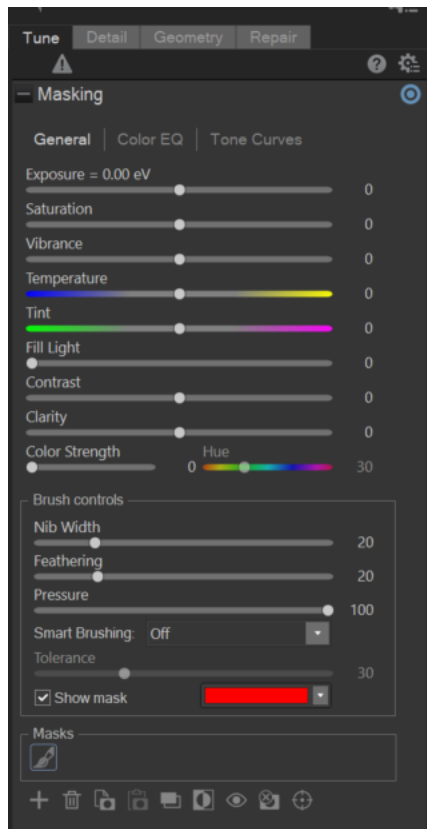 Tune Detail Geometry Repair
Masking
General Color EQ Tone Curves
Exposure = 0.00 eV
0
Saturation
0
Vibrance
0
Temperature
0
Tint
0
Fill Light
0
Contrast
0
Clarity
0
Color Strength Hue
0 30
Brush controls
Nib Width
20
Feathering
20
Pressure
100
Smart Brushing: Off
Tolerance
30
Show mask
Masks